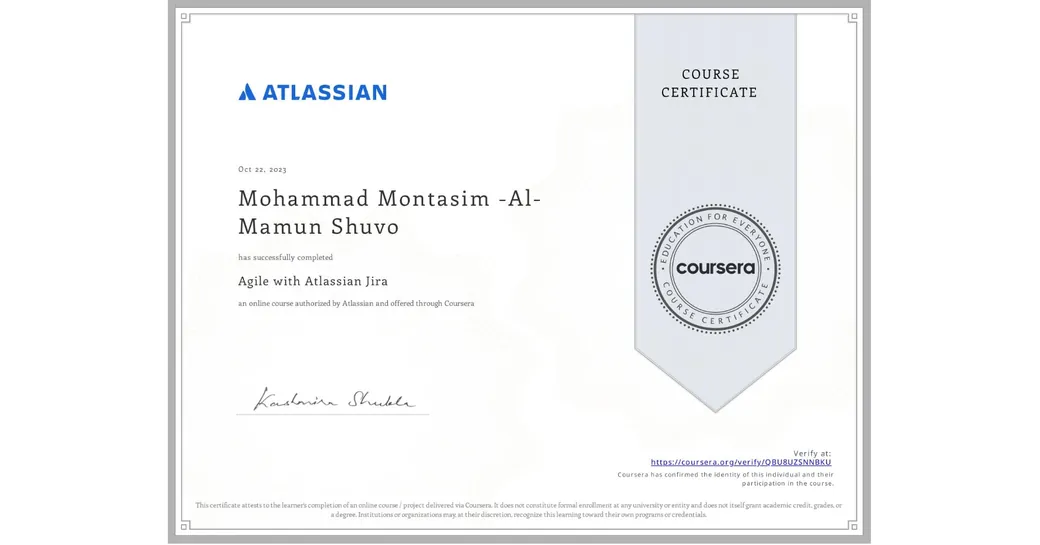 ATLASSIAN
COURSE
CERTIFICATE
Oct 22, 2023
Mohammad Montasim -Al-
Mamun Shuvo
has successfully completed
Agile with Atlassian Jira
an online course authorized by Atlassian and offered through Coursera
EDUCATION FOR EVERYONE
coursera
COURSE CERTIFICATE
Kashmira Shukla
Verify at:
https://coursera.org/verify/QBU8UZSNNBKU
Coursera has confirmed the identity of this individual and their
participation in the course.
This certificate attests to the learner's completion of an online course / project delivered via Coursera. It does not constitute formal enrollment at any university or entity and does not itself grant academic credit, grades, or
a degree. Institutions or organizations may, at their discretion, recognize this learning toward their own programs or credentials.